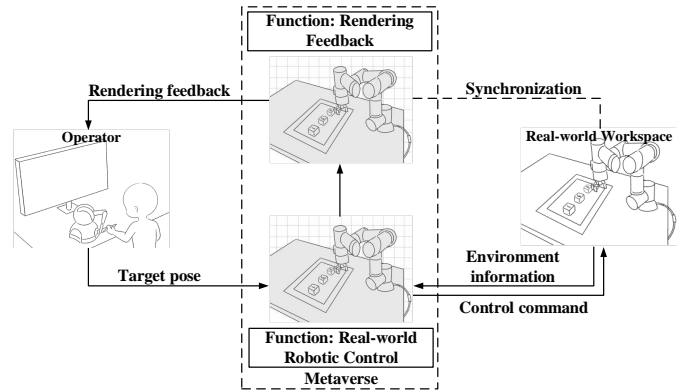 Function: Rendering
Feedback
Rendering feedback
Synchronization
Operator
Real-world Workspace
Target pose
Environment
information
Control command
Function: Real-world
Robotic Control
Metaverse